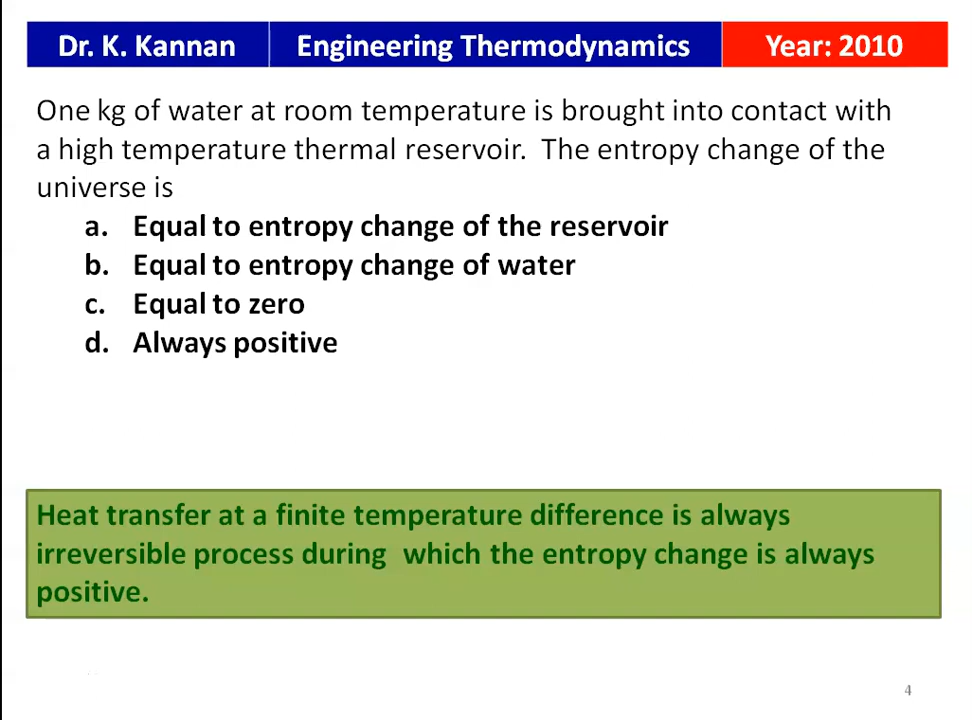 Dr. K. Kannan Engineering Thermodynamics Year: 2010
One kg of water at room temperature is brought into contact with
a high temperature thermal reservoir. The entropy change of the
universe is
a. Equal to entropy change of the reservoir
b. Equal to entropy change of water
c. Equal to zero
d. Always positive
Heat transfer at a finite temperature difference is always
irreversible process during which the entropy change is always
positive.
4